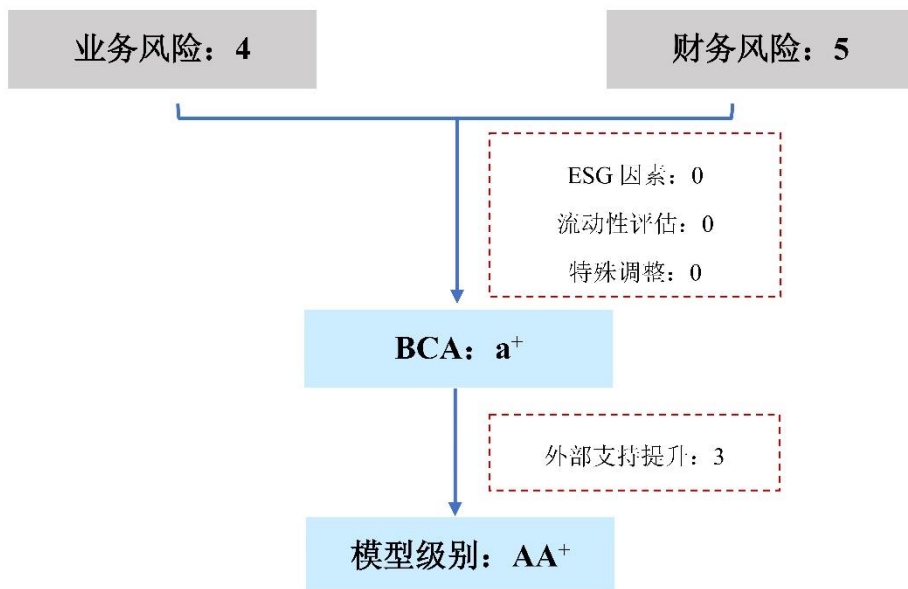 业务风险：4
财务风险：5
ESG 因素：0
流动性评估：0
特殊调整：0
BCA：a⁺
外部支持提升：3
模型级别：AA⁺